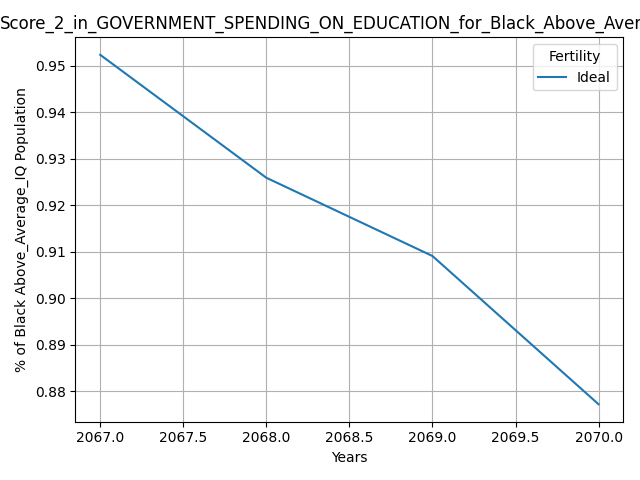 Score_2_in_GOVERNMENT_SPENDING_ON_EDUCATION_for_Black_Above_Aver
Fertility
Ideal
0.95
0.94
0.93
0.92
0.91
0.90
0.89
0.88
% of Black Above_Average_IQ Population
2067.0 2067.5 2068.0 2068.5 2069.0 2069.5 2070.0
Years